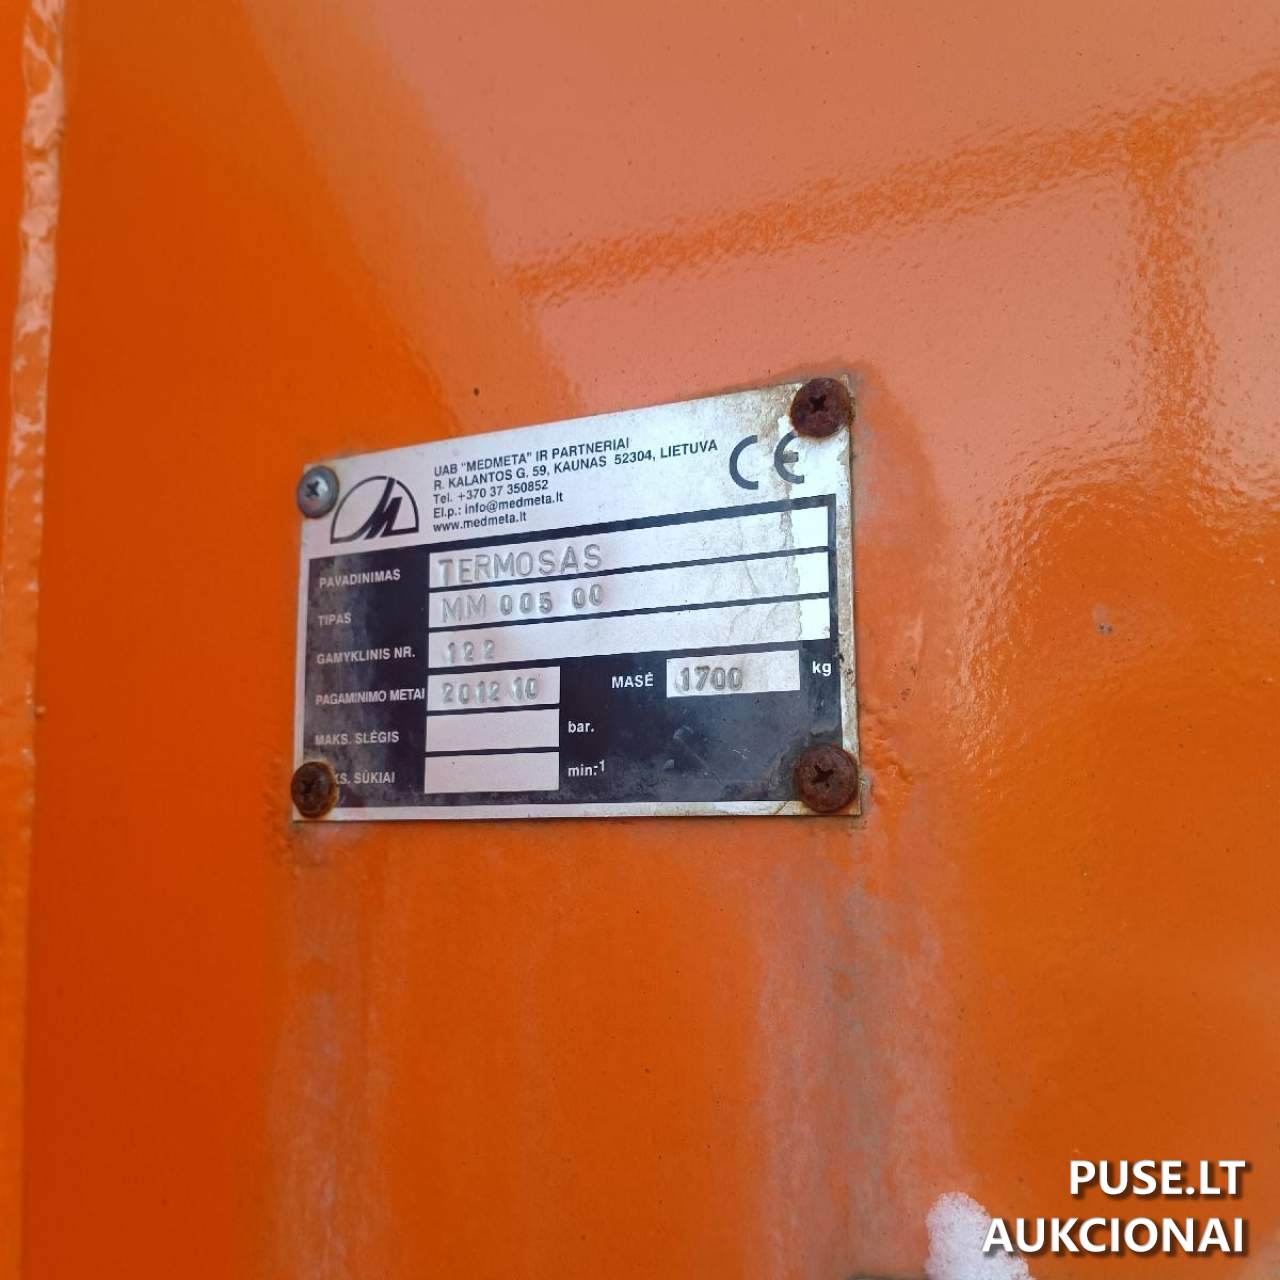 UAB "MEDMETA" IR PARTNERIAI
R. KALANTOS G. 59, KAUNAS 52304, LIETUVA
Tel. +370 37 350852
El.p.: info@medmeta.lt
www.medmeta.lt
CE
PAVADINIMAS TERMOSAS
TIPAS MM 005 00
GAMYKLINIS NR. 122
PAGAMINIMO METAI 2012 10 MASĖ 1700 kg
MAKS. SLĖGIS bar.
SŪKIAI min.-1
PUSE.LT
AUKCIONAI